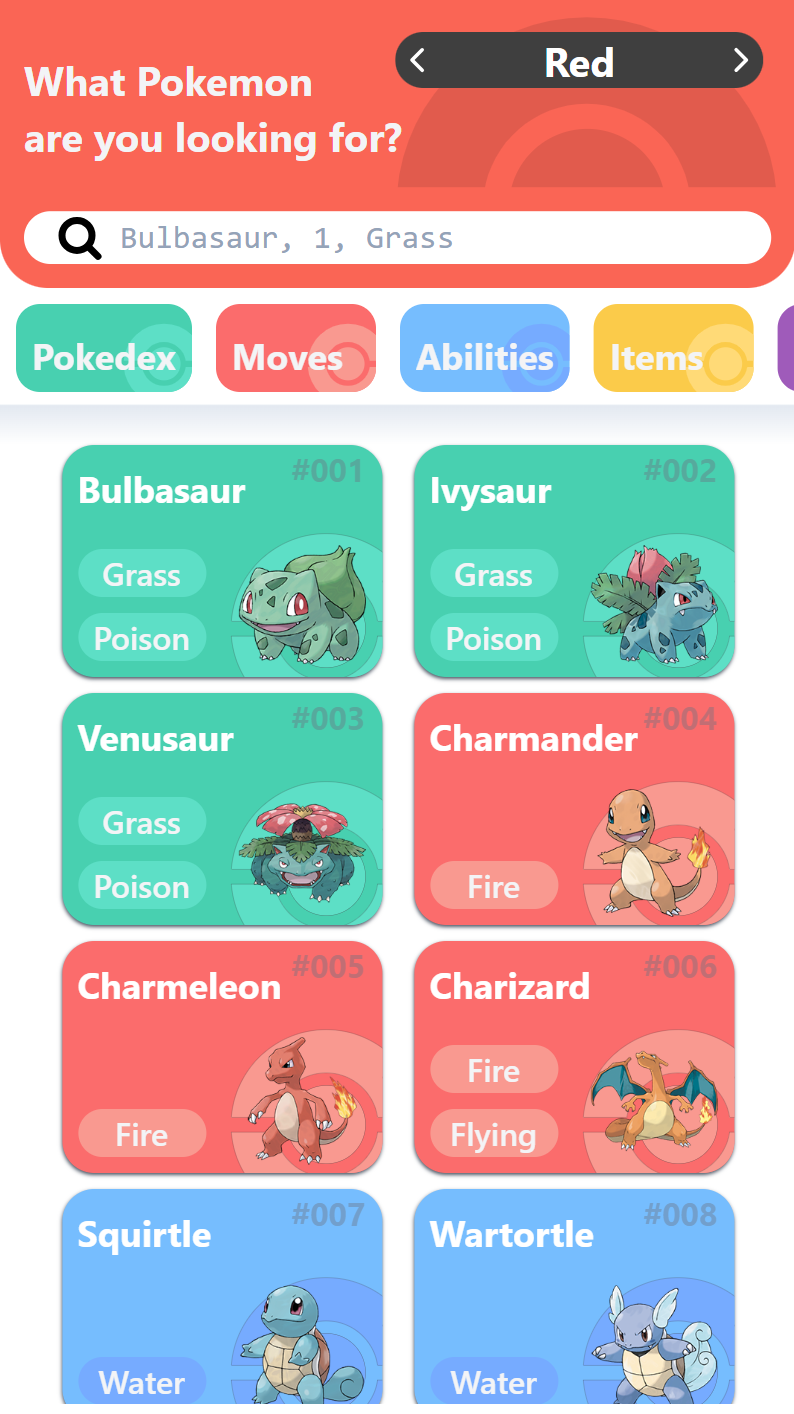 Red
What Pokemon
are you looking for?
Bulbasaur, 1, Grass
Pokedex
Moves
Abilities
Items
#001
Bulbasaur
Grass
Poison
#002
Ivysaur
Grass
Poison
#003
Venusaur
Grass
Poison
#004
Charmander
Fire
#005
Charmeleon
Fire
#006
Charizard
Fire
Flying
#007
Squirtle
Water
#008
Wartortle
Water